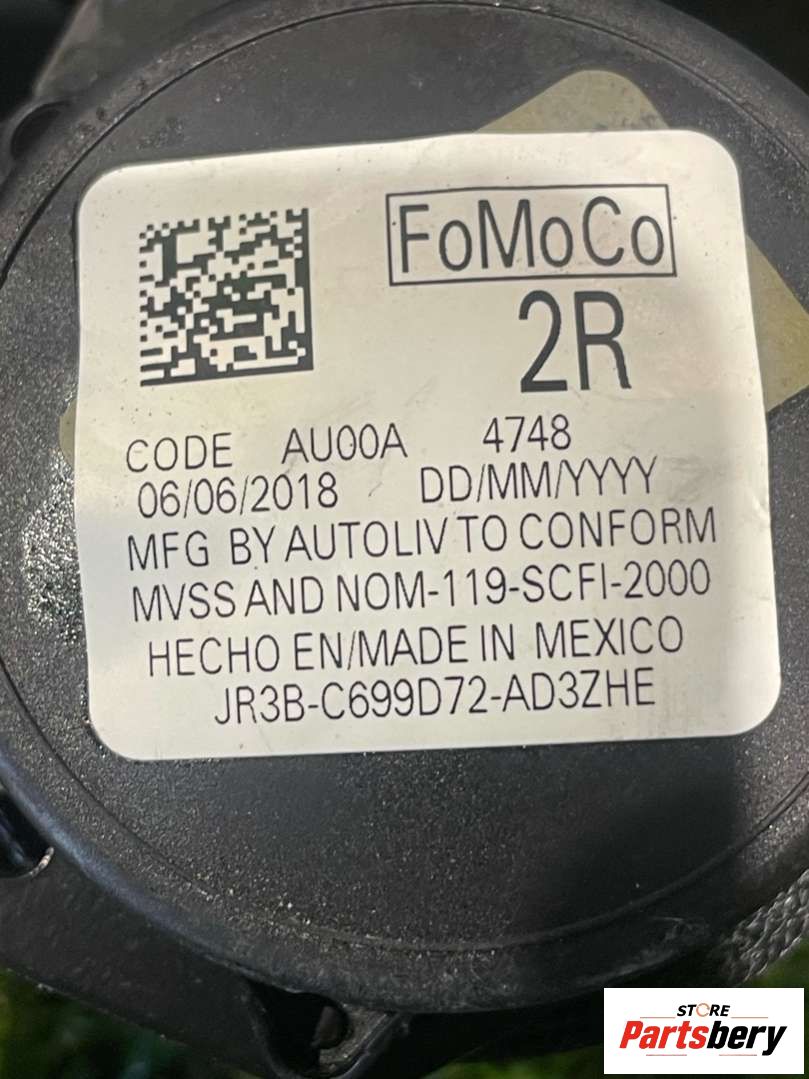 FoMoCo
2R
CODE AU00A 4748
06/06/2018 DD/MM/YYYY
MFG BY AUTOLIV TO CONFORM
MVSS AND NOM-119-SCFI-2000
HECHO EN/MADE IN MEXICO
JR3B-C699D72-AD3ZHE
STORE
Partsbery